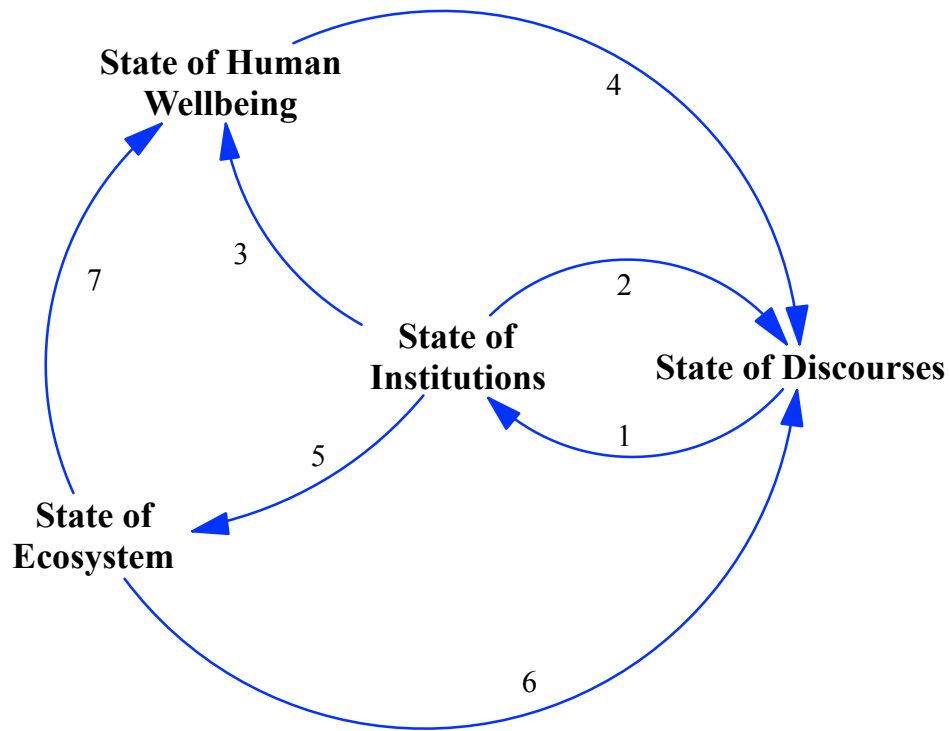 State of Human
Wellbeing
4
3
7
2
State of
Institutions
State of Discourses
1
5
State of
Ecosystem
6